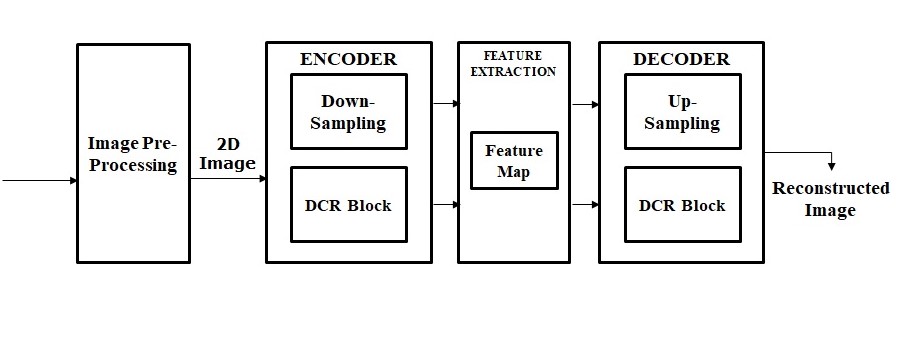 Image Pre-
Processing
2D
Image
ENCODER
Down-
Sampling
DCR Block
FEATURE
EXTRACTION
Feature
Map
DECODER
Up-
Sampling
DCR Block
Reconstructed
Image